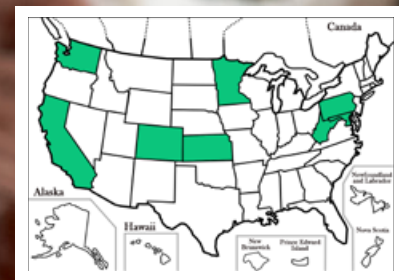 Canada
Alaska
Hawaii
Newfoundland
and Labrador
New
Brunswick
Prince Edward
Island
Nova Scotia